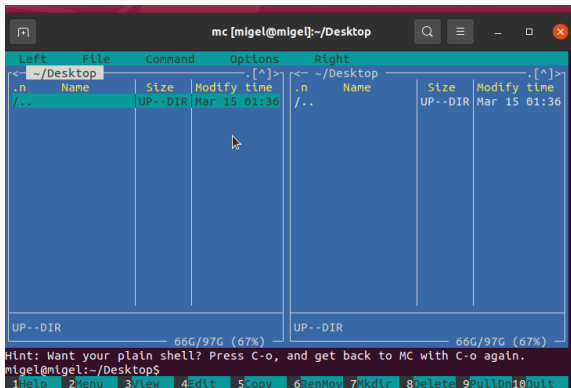 mc [migel@migel]:~/Desktop
Left File Command Options Right
<- ~/Desktop .[^]> <- ~/Desktop .[^]>
.n Name Size Modify time .n Name Size Modify time
/.. UP--DIR Mar 15 01:36 /.. UP--DIR Mar 15 01:36
UP--DIR UP--DIR
66G/97G (67%) 66G/97G (67%)
Hint: Want your plain shell? Press C-o, and get back to MC with C-o again.
migel@migel:~/Desktop$
1Help 2Menu 3View 4Edit 5Copy 6RenMov 7Mkdir 8Delete 9PullDn 10Quit